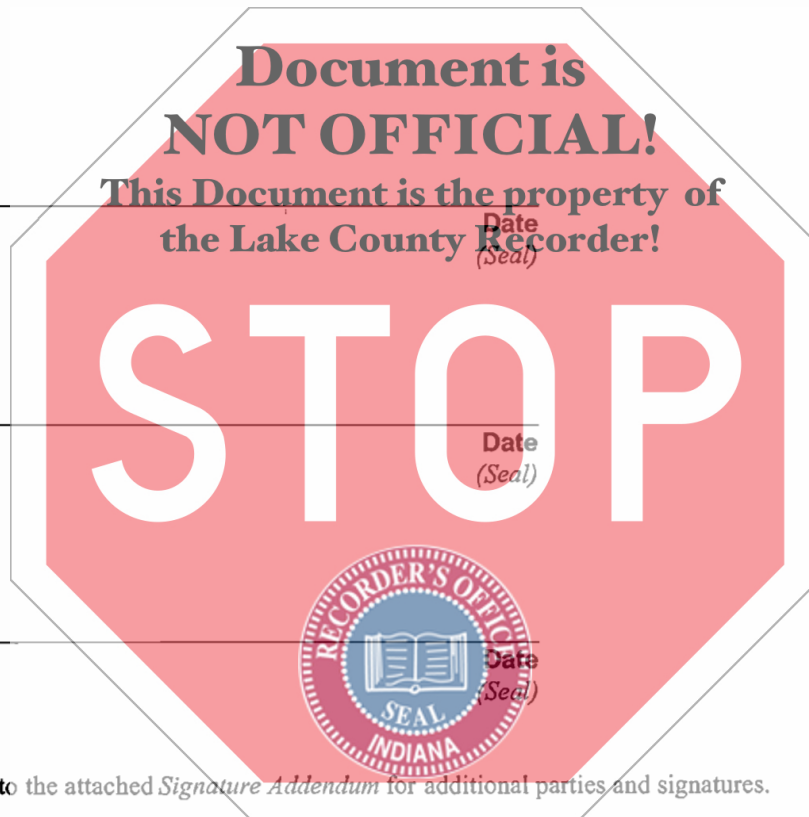 Document is
NOT OFFICIAL!
This Document is the property of
the Lake County Recorder!
Date
(Seal)
STOP
Date
(Seal)
RECORDER'S OFFICE
SEAL
INDIANA
Date
(Seal)
to the attached Signature Addendum for additional parties and signatures.